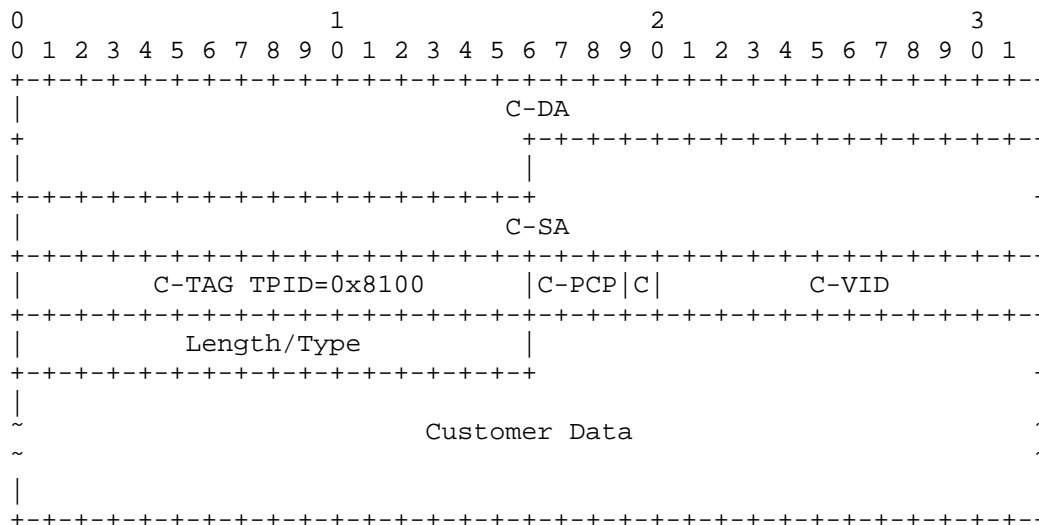 0                   1                   2                   3
0 1 2 3 4 5 6 7 8 9 0 1 2 3 4 5 6 7 8 9 0 1 2 3 4 5 6 7 8 9 0 1
+-+-+-+-+-+-+-+-+-+-+-+-+-+-+-+-+-+-+-+-+-+-+-+-+-+-+-+-+-+-+-+-
|                              C-DA
+                               +-+-+-+-+-+-+-+-+-+-+-+-+-+-+-+-
|                               |
+-+-+-+-+-+-+-+-+-+-+-+-+-+-+-+-+                               -
|                              C-SA
+-+-+-+-+-+-+-+-+-+-+-+-+-+-+-+-+-+-+-+-+-+-+-+-+-+-+-+-+-+-+-+-
|        C-TAG TPID=0x8100      |C-PCP|C|         C-VID
+-+-+-+-+-+-+-+-+-+-+-+-+-+-+-+-+-+-+-+-+-+-+-+-+-+-+-+-+-+-+-+-
|          Length/Type          |
+-+-+-+-+-+-+-+-+-+-+-+-+-+-+-+-+                               -
|
~                         Customer Data                         ~
~                                                               ~
|
+-+-+-+-+-+-+-+-+-+-+-+-+-+-+-+-+-+-+-+-+-+-+-+-+-+-+-+-+-+-+-+-